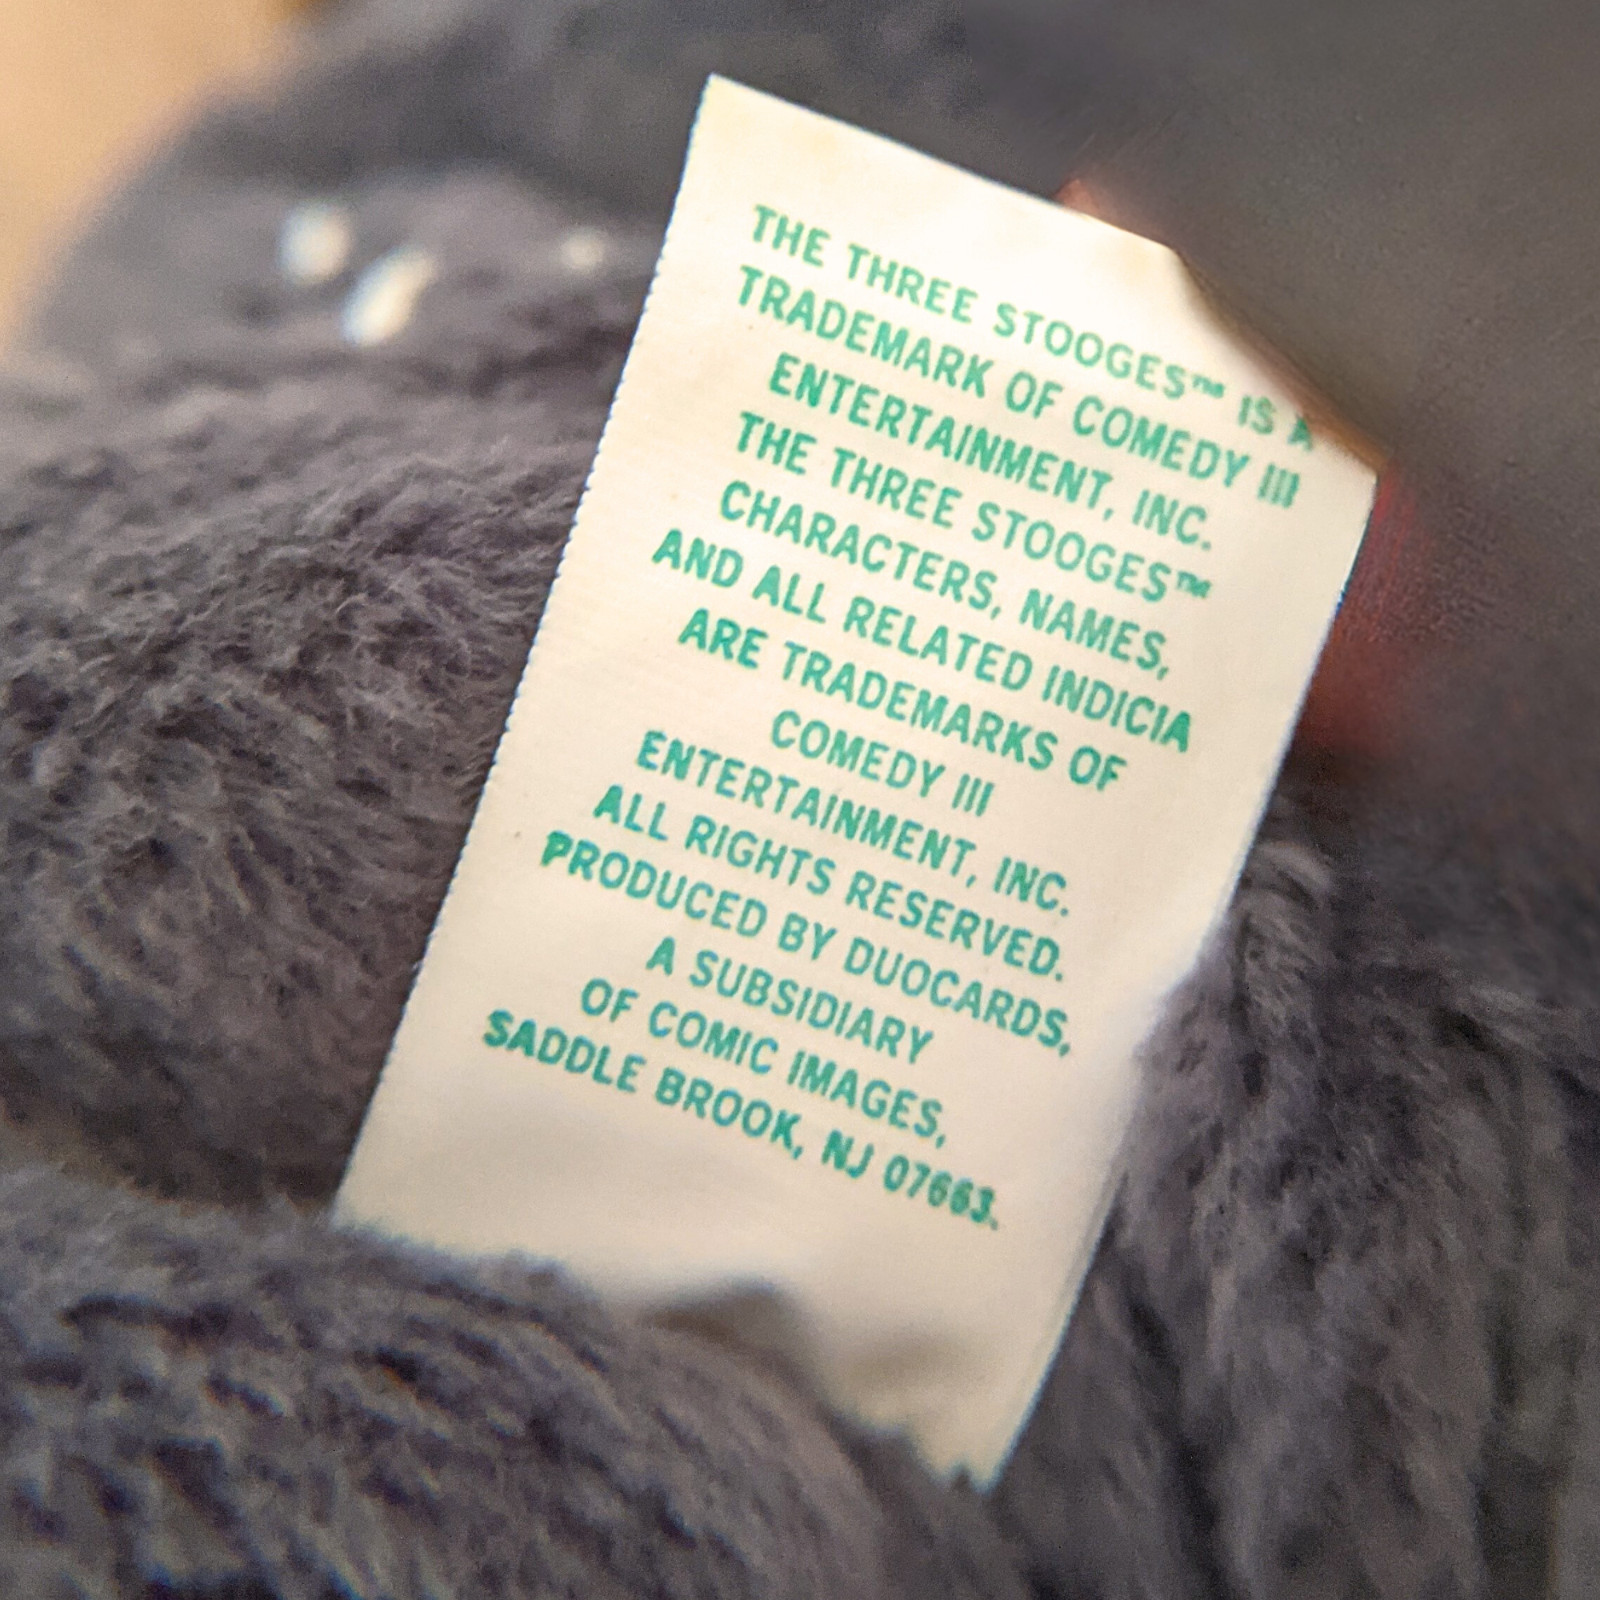 THE THREE STOOGES™ IS A
TRADEMARK OF COMEDY III
ENTERTAINMENT, INC.
THE THREE STOOGES™
CHARACTERS, NAMES,
AND ALL RELATED INDICIA
ARE TRADEMARKS OF
COMEDY III
ENTERTAINMENT, INC.
ALL RIGHTS RESERVED.
PRODUCED BY DUOCARDS,
A SUBSIDIARY
OF COMIC IMAGES,
SADDLE BROOK, NJ 07663.